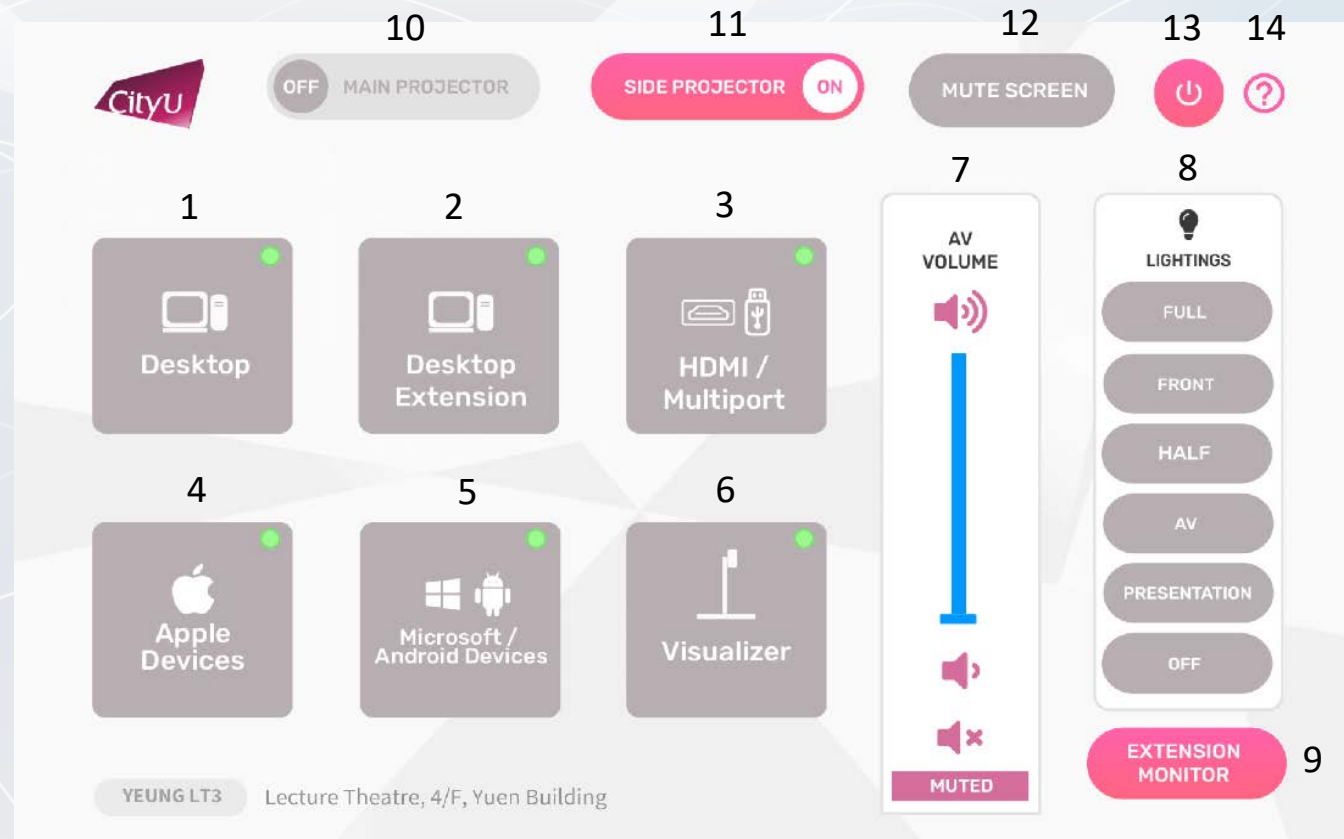 10
11
12
13
14
CityU
OFF MAIN PROJECTOR
SIDE PROJECTOR ON
MUTE SCREEN
?
1
2
3
7
8
Desktop
Desktop
Extension
HDMI /
Multiport
AV
VOLUME
LIGHTINGS
FULL
FRONT
HALF
AV
PRESENTATION
OFF
4
5
6
Apple
Devices
Microsoft /
Android Devices
Visualizer
MUTED
EXTENSION
MONITOR
9
YEUNG LT3
Lecture Theatre, 4/F, Yuen Building